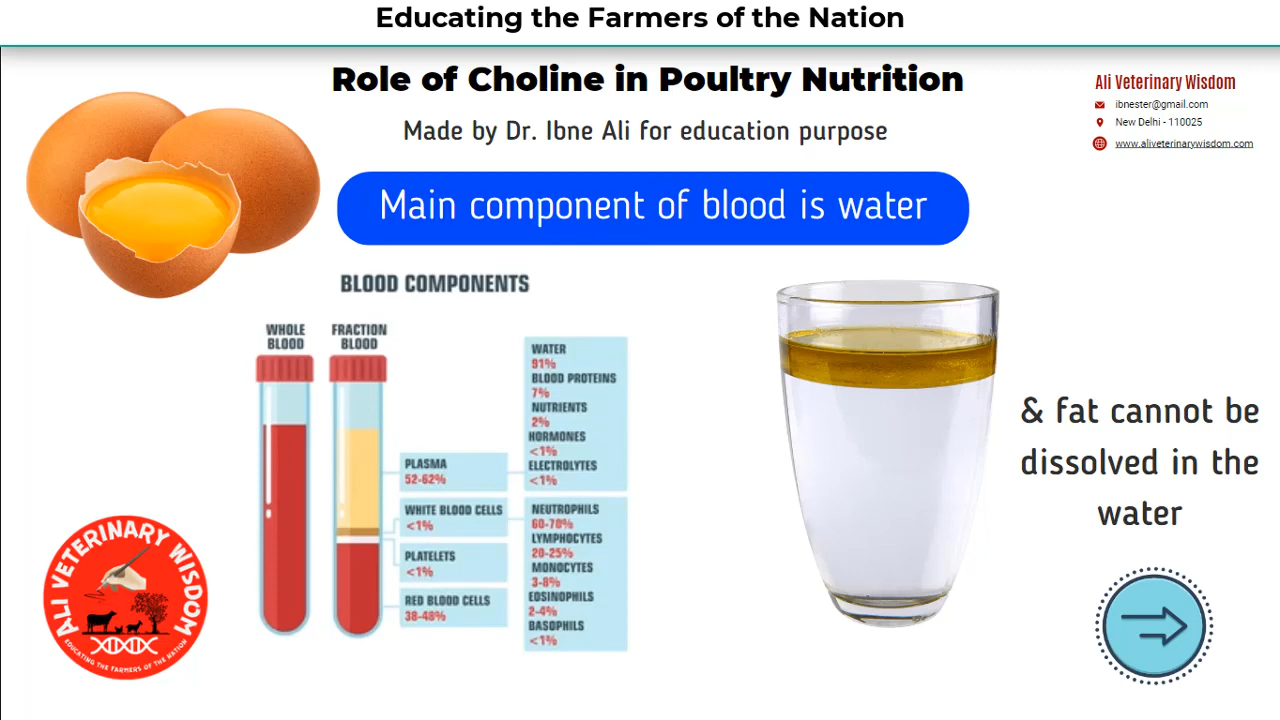 Educating the Farmers of the Nation
Role of Choline in Poultry Nutrition
Made by Dr. Ibne Ali for education purpose
Ali Veterinary Wisdom
ibnester@gmail.com
New Delhi - 110025
www.aliveterinarywisdom.com
Main component of blood is water
BLOOD COMPONENTS
WHOLE
BLOOD
FRACTION
BLOOD
PLASMA
52-62%
WHITE BLOOD CELLS
<1%
PLATELETS
<1%
RED BLOOD CELLS
38-48%
WATER
91%
BLOOD PROTEINS
7%
NUTRIENTS
2%
HORMONES
<1%
ELECTROLYTES
<1%
NEUTROPHILS
60-70%
LYMPHOCYTES
20-25%
MONOCYTES
3-8%
EOSINOPHILS
2-4%
BASOPHILS
<1%
& fat cannot be
dissolved in the
water
ALI VETERINARY WISDOM
EDUCATING THE FARMERS OF THE NATION